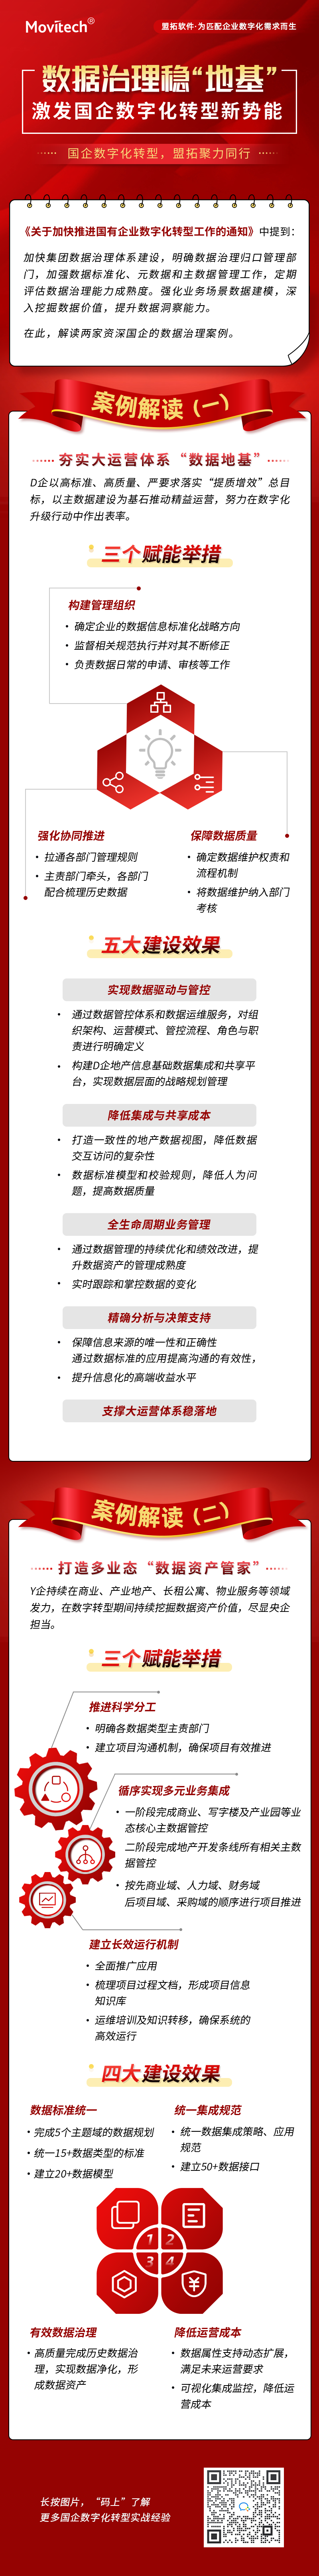 Movitech®
盟拓软件·为匹配企业数字化需求而生
数据治理稳“地基”
激发国企数字化转型新势能
国企数字化转型，盟拓聚力同行
《关于加快推进国有企业数字化转型工作的通知》中提到：
加快集团数据治理体系建设，明确数据治理归口管理部
门，加强数据标准化、元数据和主数据管理工作，定期
评估数据治理能力成熟度。强化业务场景数据建模，深
入挖掘数据价值，提升数据洞察能力。
在此，解读两家资深国企的数据治理案例。
案例解读（一）
夯实大运营体系“数据地基”
D企以高标准、高质量、严要求落实“提质增效”总目
标，以主数据建设为基石推动精益运营，努力在数字化
升级行动中作出表率。
三个赋能举措
构建管理组织
• 确定企业的数据信息标准化战略方向
• 监督相关规范执行并对其不断修正
• 负责数据日常的申请、审核等工作
强化协同推进
• 拉通各部门管理规则
• 主责部门牵头，各部门
配合梳理历史数据
保障数据质量
• 确定数据维护权责和
流程机制
• 将数据维护纳入部门
考核
五大建设效果
实现数据驱动与管控
• 通过数据管控体系和数据运维服务，对组
织架构、运营模式、管控流程、角色与职
责进行明确定义
• 构建D企地产信息基础数据集成和共享平
台，实现数据层面的战略规划管理
降低集成与共享成本
• 打造一致性的地产数据视图，降低数据
交互访问的复杂性
• 数据标准模型和校验规则，降低人为问
题，提高数据质量
全生命周期业务管理
• 通过数据管理的持续优化和绩效改进，提
升数据资产的管理成熟度
• 实时跟踪和掌控数据的变化
精确分析与决策支持
• 保障信息来源的唯一性和正确性
通过数据标准的应用提高沟通的有效性，
• 提升信息化的高端收益水平
支撑大运营体系稳落地
案例解读（二）
打造多业态“数据资产管家”
Y企持续在商业、产业地产、长租公寓、物业服务等领域
发力，在数字转型期间持续挖掘数据资产价值，尽显央企
担当。
三个赋能举措
推进科学分工
• 明确各数据类型主责部门
• 建立项目沟通机制，确保项目有效推进
循序实现多元业务集成
• 一阶段完成商业、写字楼及产业园等业
态核心主数据管控
二阶段完成地产开发条线所有相关主数
据管控
• 按先商业域、人力域、财务域
后项目域、采购域的顺序进行项目推进
建立长效运行机制
• 全面推广应用
• 梳理项目过程文档，形成项目信息
知识库
• 运维培训及知识转移，确保系统的
高效运行
四大建设效果
数据标准统一
• 完成5个主题域的数据规划
• 统一15+数据类型的标准
• 建立20+数据模型
统一集成规范
• 统一数据集成策略、应用
规范
• 建立50+数据接口
1 2
3 4
有效数据治理
• 高质量完成历史数据治
理，实现数据净化，形
成数据资产
降低运营成本
• 数据属性支持动态扩展，
满足未来运营要求
• 可视化集成监控，降低运
营成本
长按图片，“码上”了解
更多国企数字化转型实战经验